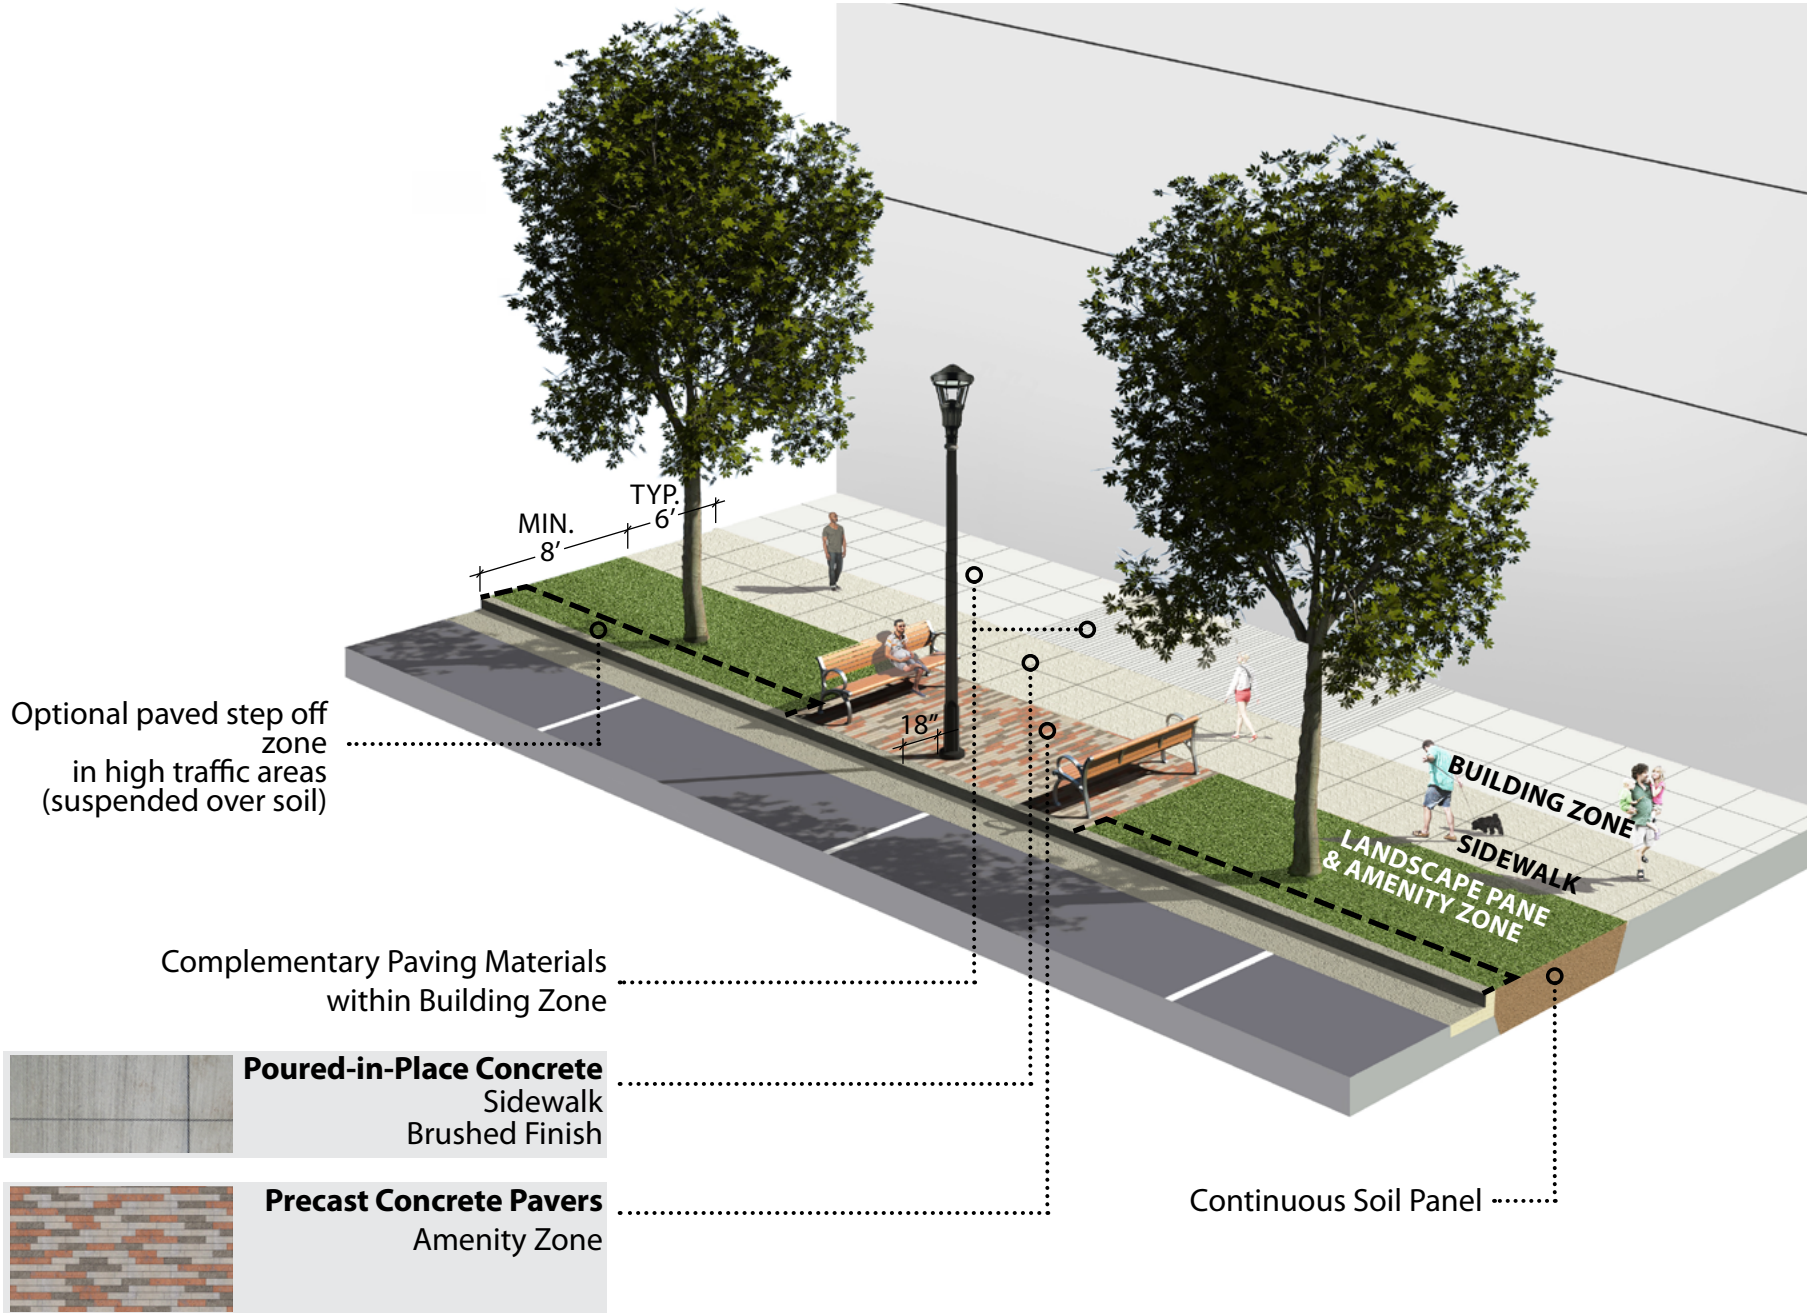 TYP.
6’
MIN.
8’
18”
Optional paved step off
zone
in high traffic areas
(suspended over soil)
BUILDING ZONE
SIDEWALK
LANDSCAPE PANE
& AMENITY ZONE
Complementary Paving Materials
within Building Zone
Poured-in-Place Concrete
Sidewalk
Brushed Finish
Precast Concrete Pavers
Amenity Zone
Continuous Soil Panel